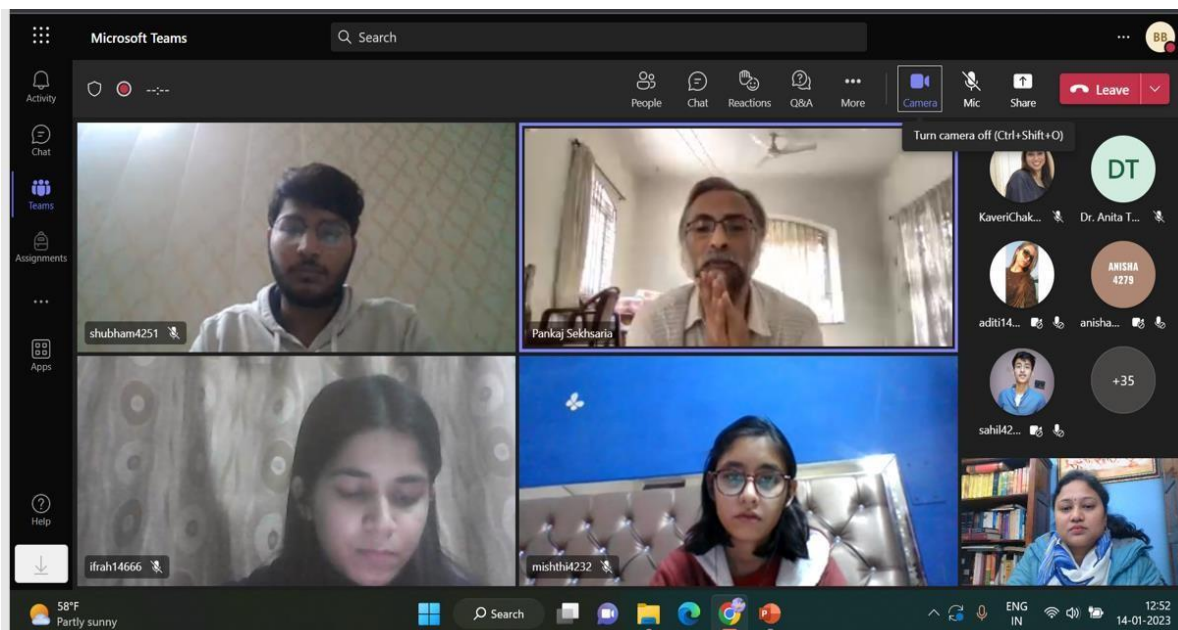 Microsoft Teams
Search
BB
Activity
Chat
Teams
Assignments
Apps
Help
--:--
People
Chat
Reactions
Q&A
More
Camera
Mic
Share
Leave
Turn camera off (Ctrl+Shift+O)
shubham4251
Pankaj Sekhsaria
ifrah14666
mishthi4232
KaveriChak...
DT
Dr. Anita T...
aditi14...
ANISHA
4279
anisha...
sahil42...
+35
58°F
Partly sunny
Search
ENG
IN
12:52
14-01-2023